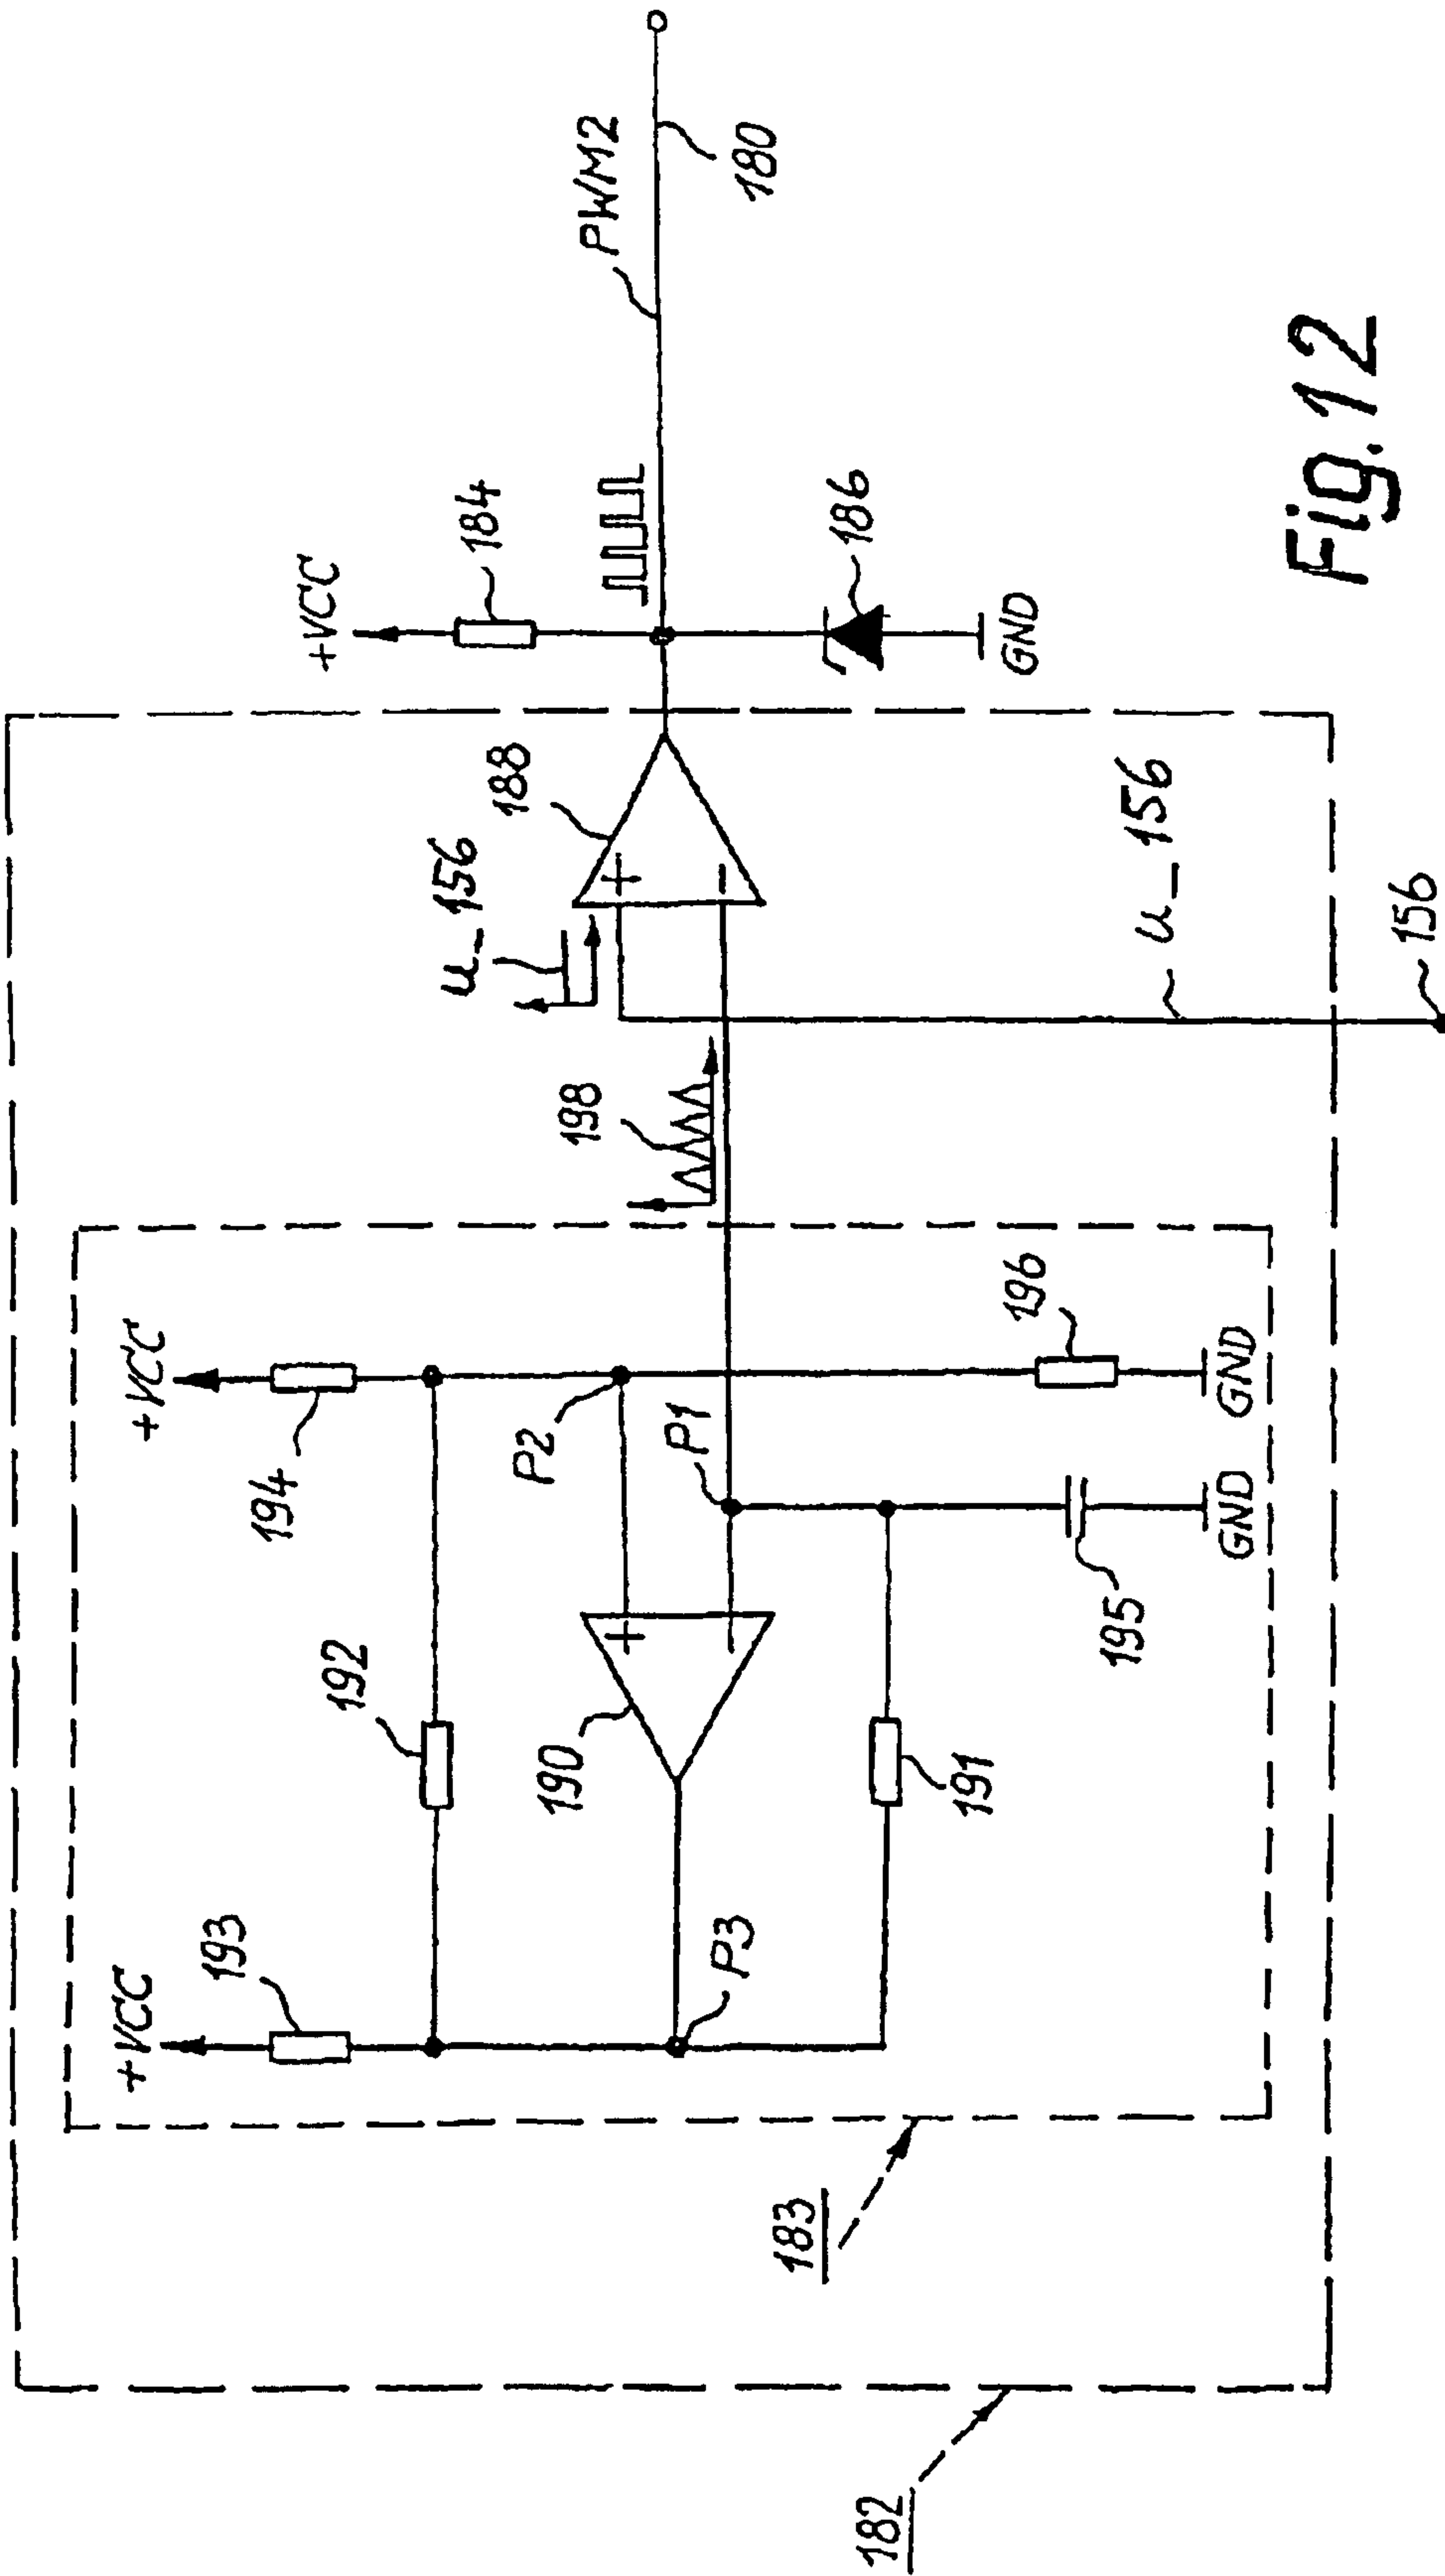 +VCC
193
192
+VCC
194
190
P2
P3
P1
191
195
196
GND
GND
198
u_156
188
+VCC
184
PWM2
180
186
GND
u_156
156
183
182
Fig. 12